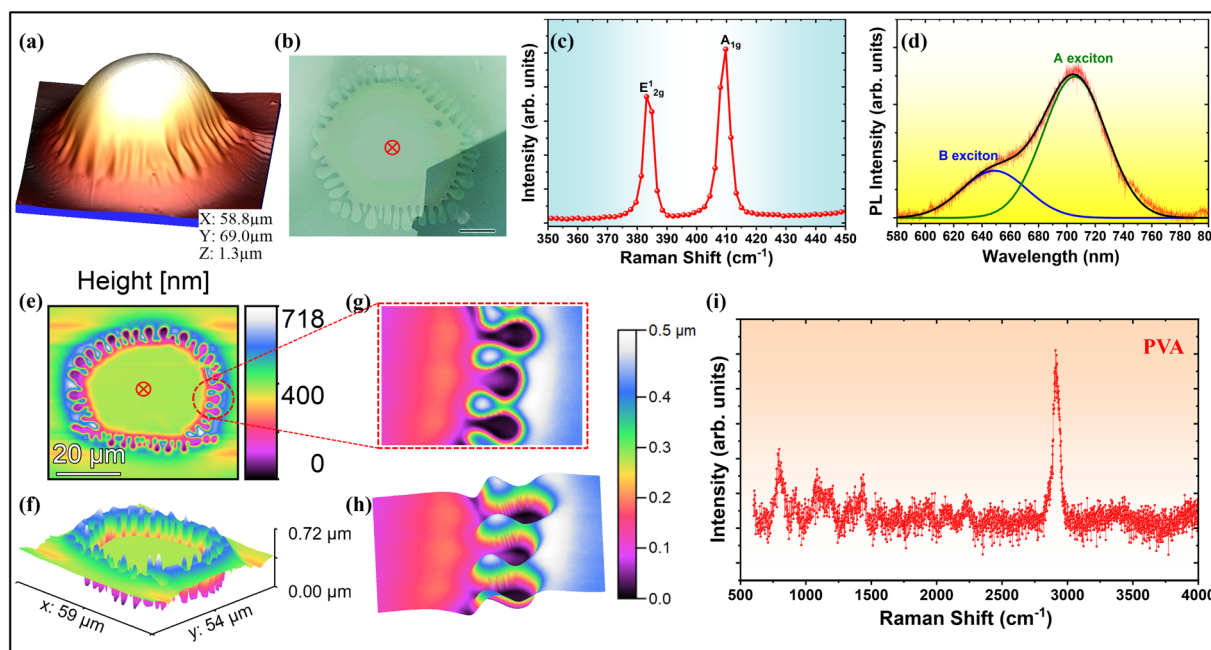 (a)
X: 58.8µm
Y: 69.0µm
Z: 1.3µm
(b)
(c)
Intensity (arb. units)
E¹₂g
A₁g
350 360 370 380 390 400 410 420 430 440 450
Raman Shift (cm⁻¹)
(d)
PL Intensity (arb. units)
A exciton
B exciton
580 600 620 640 660 680 700 720 740 760 780 800
Wavelength (nm)
Height [nm]
(e)
20 µm
718
400
0
(f)
0.72 µm
0.00 µm
x: 59 µm
y: 54 µm
(g)
(h)
0.5 µm
0.4
0.3
0.2
0.1
0.0
(i)
PVA
Intensity (arb. units)
500 1000 1500 2000 2500 3000 3500 4000
Raman Shift (cm⁻¹)